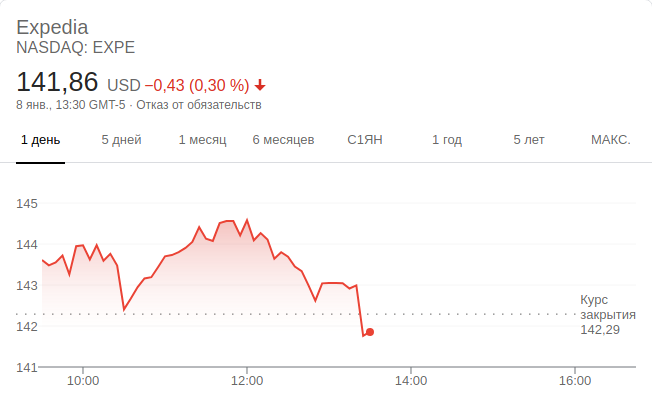 Expedia
NASDAQ: EXPE
141,86 USD −0,43 (0,30 %)
8 янв., 13:30 GMT-5 · Отказ от обязательств
1 день 5 дней 1 месяц 6 месяцев С1ЯН 1 год 5 лет МАКС.
145
144
143
Курс
закрытия
142,29
142
141
10:00 12:00 14:00 16:00